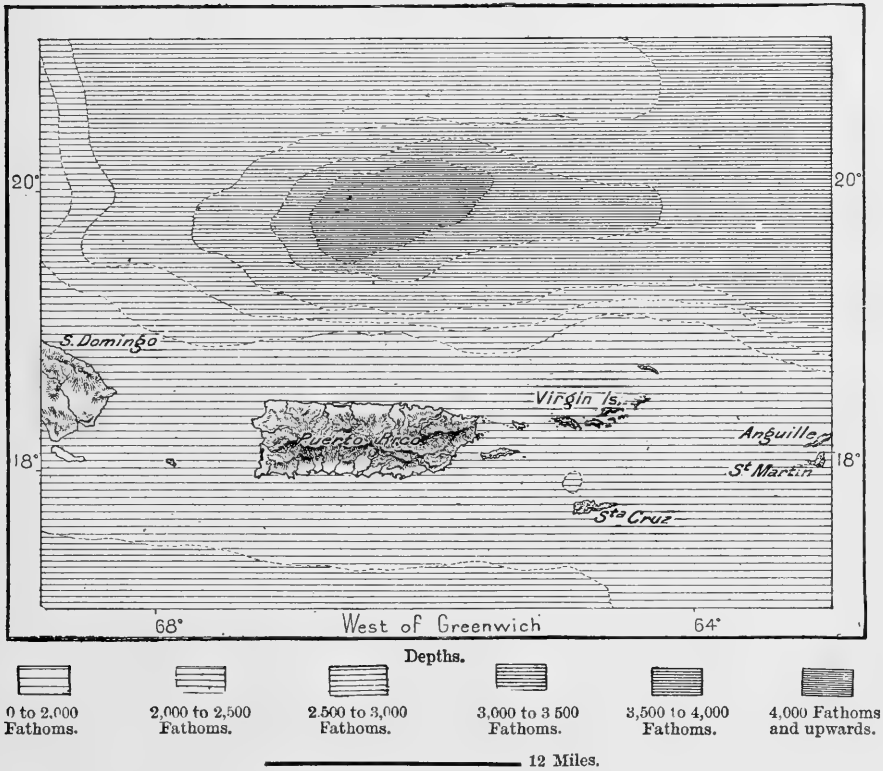 20°
20°
S. Domingo
Virgin Is.
Puerto Rico
Anguille
18°
18°
St Martin
Sta Cruz
68°
West of Greenwich
64°
Depths.
0 to 2,000
Fathoms.
2,000 to 2,500
Fathoms.
2,500 to 3,000
Fathoms.
3,000 to 3 500
Fathoms.
3,500 to 4,000
Fathoms.
4,000 Fathoms
and upwards.
12 Miles.